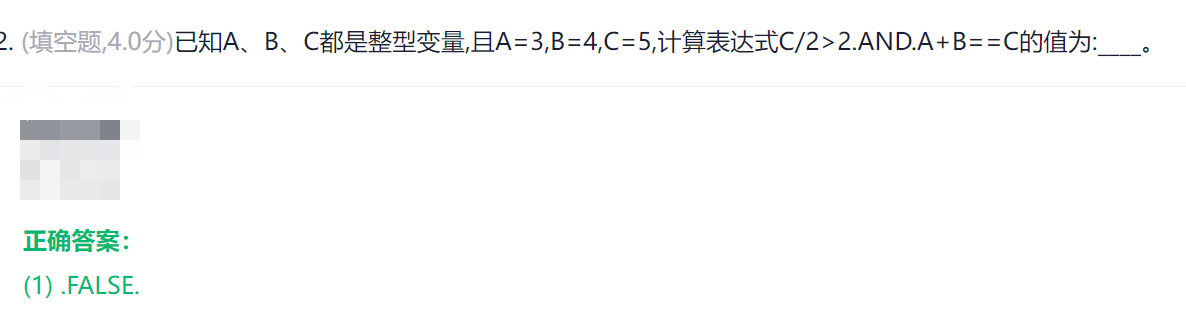 2. (填空题,4.0分)已知A、B、C都是整型变量,且A=3,B=4,C=5,计算表达式C/2>2.AND.A+B==C的值为:____。
正确答案：
(1) .FALSE.